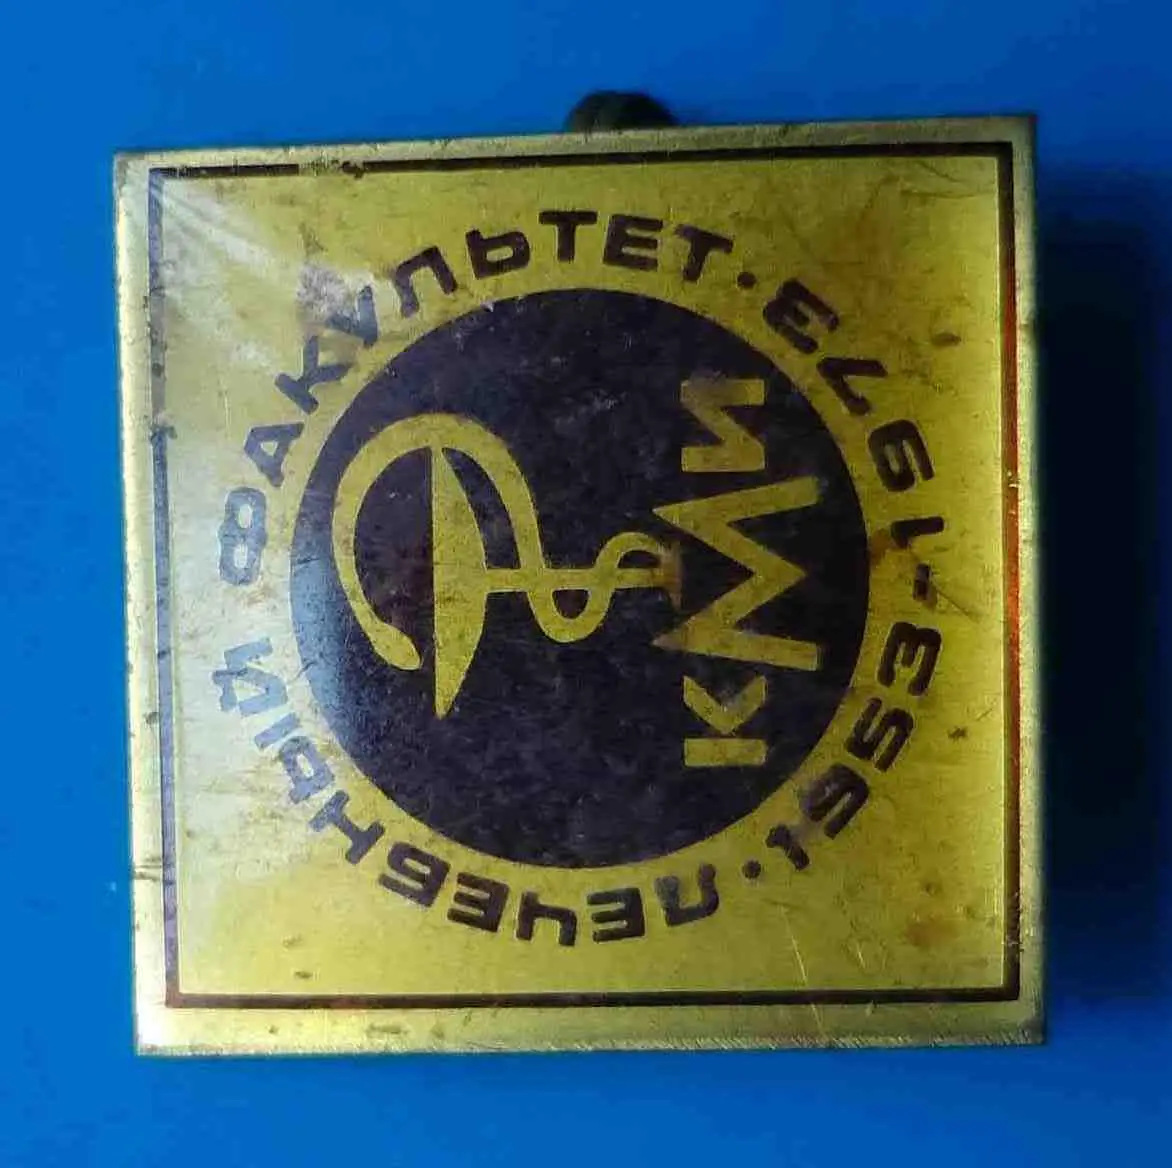 ЛЕЧЕБНЫЙ ФАКУЛЬТЕТ · 1953-1973 ·
КМИ